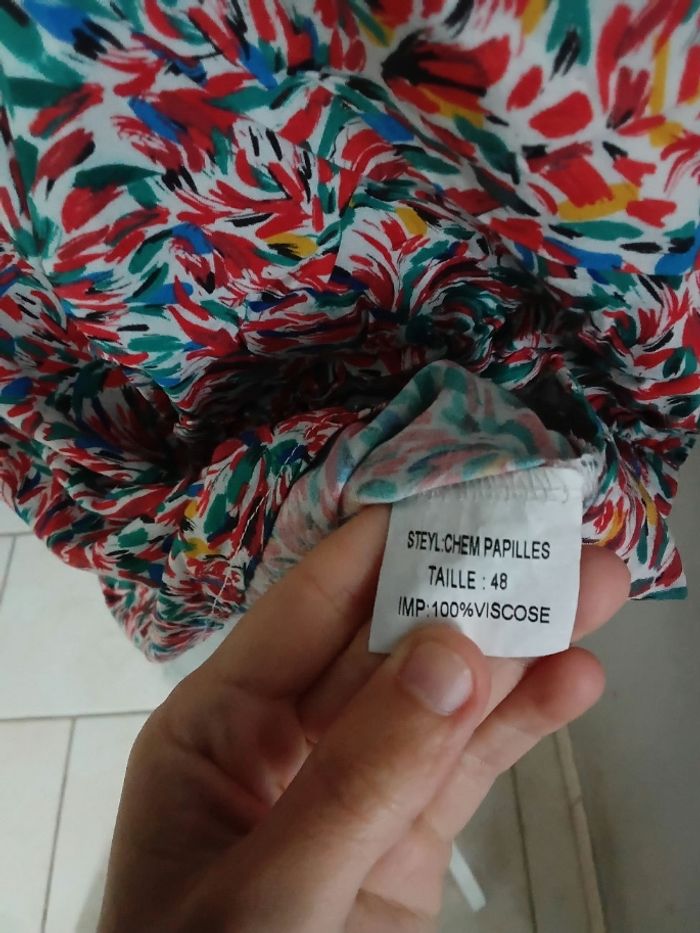 STEYL:CHEM PAPILLES
TAILLE : 48
IMP:100%VISCOSE